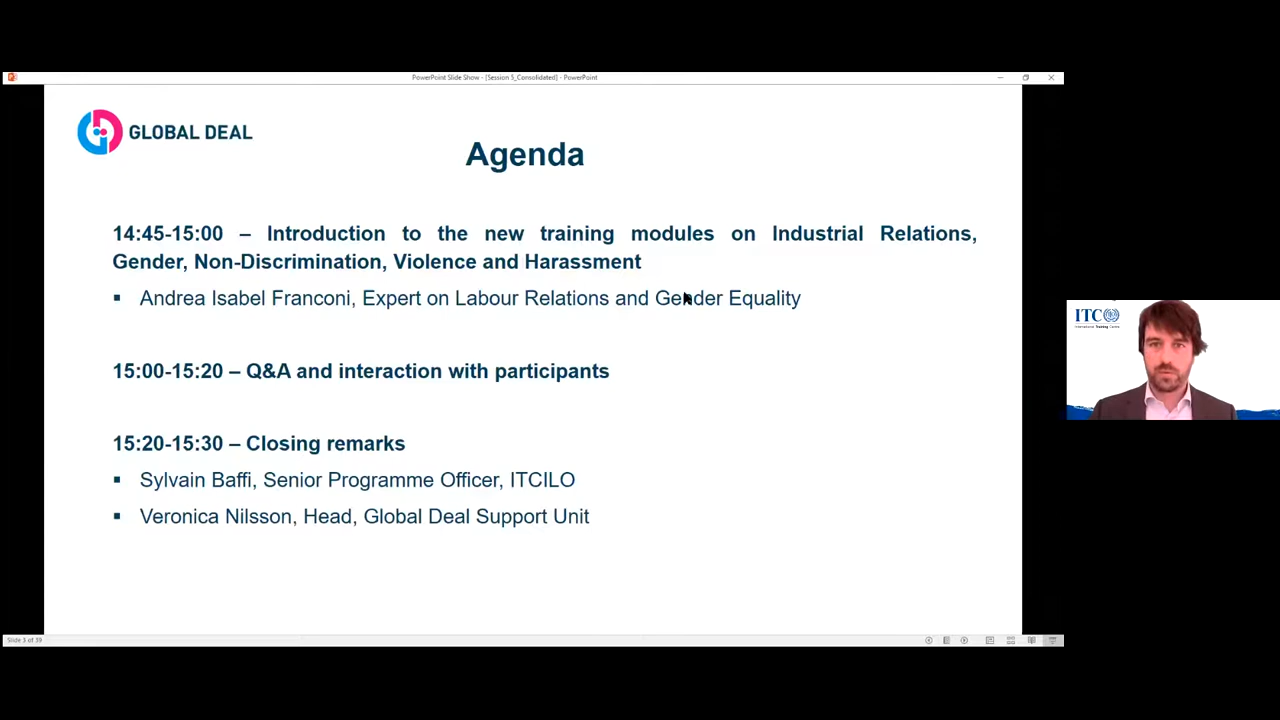 PowerPoint Slide Show - [Session 5_Consolidated] - PowerPoint
GLOBAL DEAL
Agenda
14:45-15:00 – Introduction to the new training modules on Industrial Relations,
Gender, Non-Discrimination, Violence and Harassment
▪ Andrea Isabel Franconi, Expert on Labour Relations and Gender Equality
15:00-15:20 – Q&A and interaction with participants
15:20-15:30 – Closing remarks
▪ Sylvain Baffi, Senior Programme Officer, ITCILO
▪ Veronica Nilsson, Head, Global Deal Support Unit
Slide 3 of 39
ITC
International Training Centre